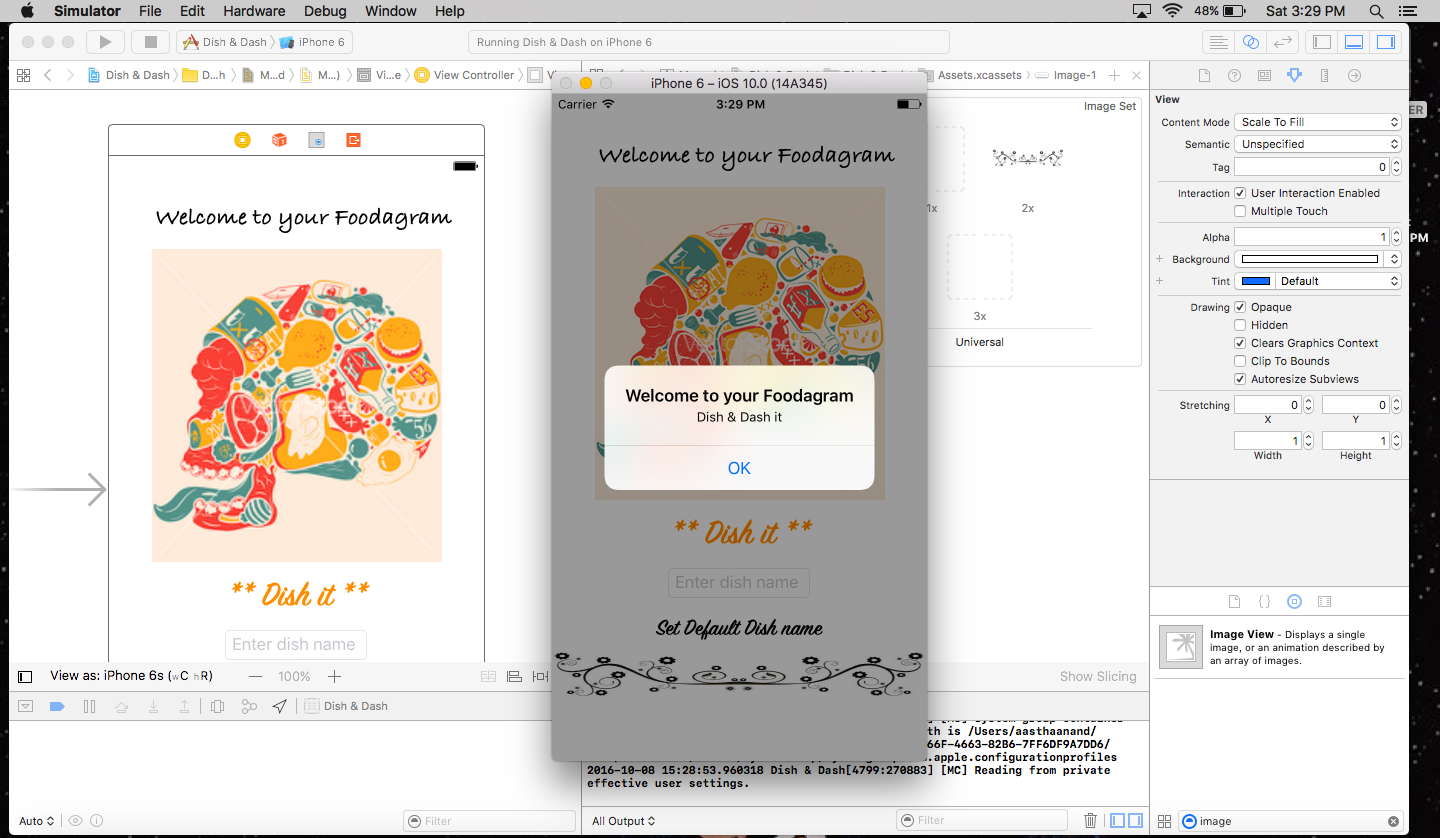 Simulator File Edit Hardware Debug Window Help 48% Sat 3:29 PM
Dish & Dash iPhone 6 Running Dish & Dash on iPhone 6
Dish & Dash D...h M...d M...) Vi...e View Controller Assets.xcassets Image-1
iPhone 6 – iOS 10.0 (14A345)
Carrier 3:29 PM
Welcome to your Foodagram
Welcome to your Foodagram
Dish & Dash it
OK
** Dish it **
Enter dish name
Set Default Dish name
Welcome to your Foodagram
** Dish it **
Enter dish name
Image Set
1x 2x
3x
Universal
View
Content Mode Scale To Fill
Semantic Unspecified
Tag 0
Interaction User Interaction Enabled
Multiple Touch
Alpha 1
Background
Tint Default
Drawing Opaque
Hidden
Clears Graphics Context
Clip To Bounds
Autoresize Subviews
Stretching 0 0
X Y
1 1
Width Height
ER
PM
View as: iPhone 6s (wC hR) 100% Show Slicing
Dish & Dash
th is /Users/aasthaanand/
66F-4663-82B6-7FF6DF9A7DD6/
.apple.configurationprofiles
2016-10-08 15:28:53.960318 Dish & Dash[4799:270883] [MC] Reading from private
effective user settings.
Image View - Displays a single
image, or an animation described by
an array of images.
Auto Filter All Output Filter image